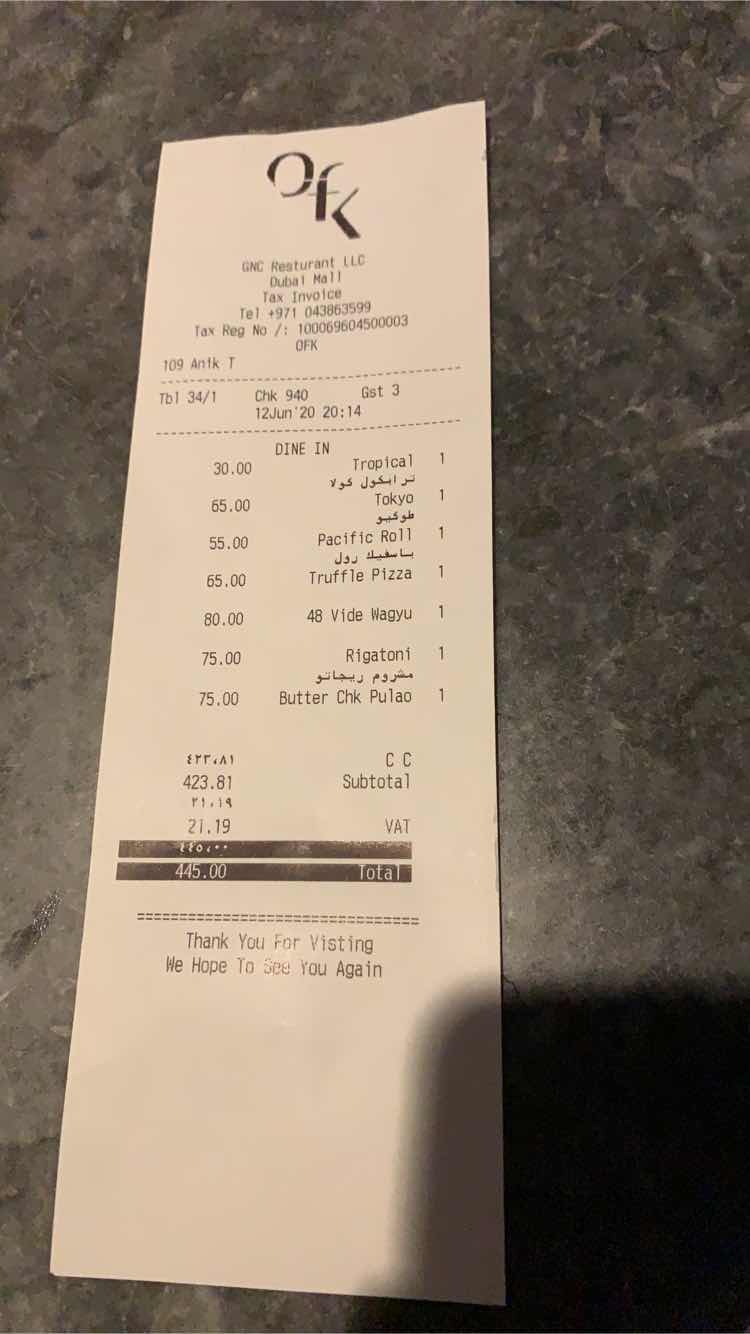 Ofk
GNC Resturant LLC
Dubai Mall
Tax Invoice
Tel +971 043863599
Tax Reg No /: 100069604500003
OFK
109 Anik T
Tbl 34/1 Chk 940 Gst 3
12Jun'20 20:14
DINE IN
30.00 Tropical 1
ترابكول كولا
65.00 Tokyo 1
طوكيو
55.00 Pacific Roll 1
باسفيك رول
65.00 Truffle Pizza 1
80.00 48 Vide Wagyu 1
75.00 Rigatoni 1
مشروم ريجاتو
75.00 Butter Chk Pulao 1
٤٢٣،٨١ C C
423.81 Subtotal
٢١،١٩
21.19 VAT
٤٤٥،٠٠
445.00 Total
==================================
Thank You For Visting
We Hope To See You Again